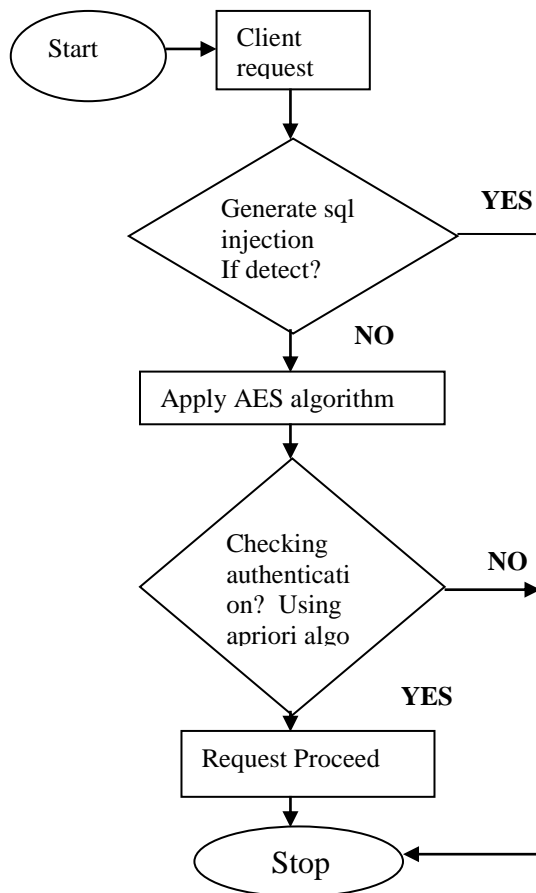 Start
Client
request
Generate sql
injection
If detect?
YES
NO
Apply AES algorithm
Checking
authenticati
on? Using
apriori algo
NO
YES
Request Proceed
Stop